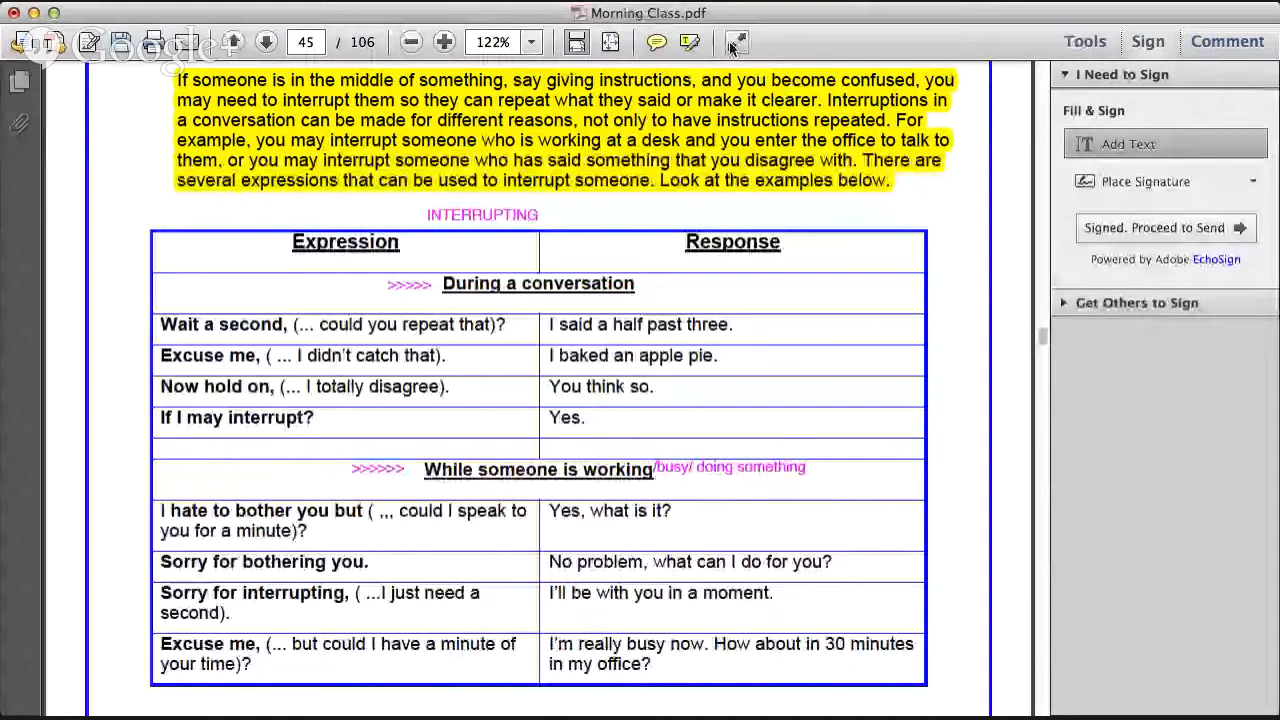 Morning Class.pdf
Google+
45 / 106
122%
Tools Sign Comment
If someone is in the middle of something, say giving instructions, and you become confused, you
may need to interrupt them so they can repeat what they said or make it clearer. Interruptions in
a conversation can be made for different reasons, not only to have instructions repeated. For
example, you may interrupt someone who is working at a desk and you enter the office to talk to
them, or you may interrupt someone who has said something that you disagree with. There are
several expressions that can be used to interrupt someone. Look at the examples below.
INTERRUPTING
Expression Response
>>>>> During a conversation
Wait a second, (... could you repeat that)? I said a half past three.
Excuse me, ( ... I didn't catch that). I baked an apple pie.
Now hold on, (... I totally disagree). You think so.
If I may interrupt? Yes.
>>>>>> While someone is working/busy/ doing something
I hate to bother you but ( ,,, could I speak to
you for a minute)?
Yes, what is it?
Sorry for bothering you. No problem, what can I do for you?
Sorry for interrupting, ( ...I just need a
second).
I'll be with you in a moment.
Excuse me, (... but could I have a minute of
your time)?
I'm really busy now. How about in 30 minutes
in my office?
I Need to Sign
Fill & Sign
Add Text
Place Signature
Signed. Proceed to Send
Powered by Adobe EchoSign
Get Others to Sign